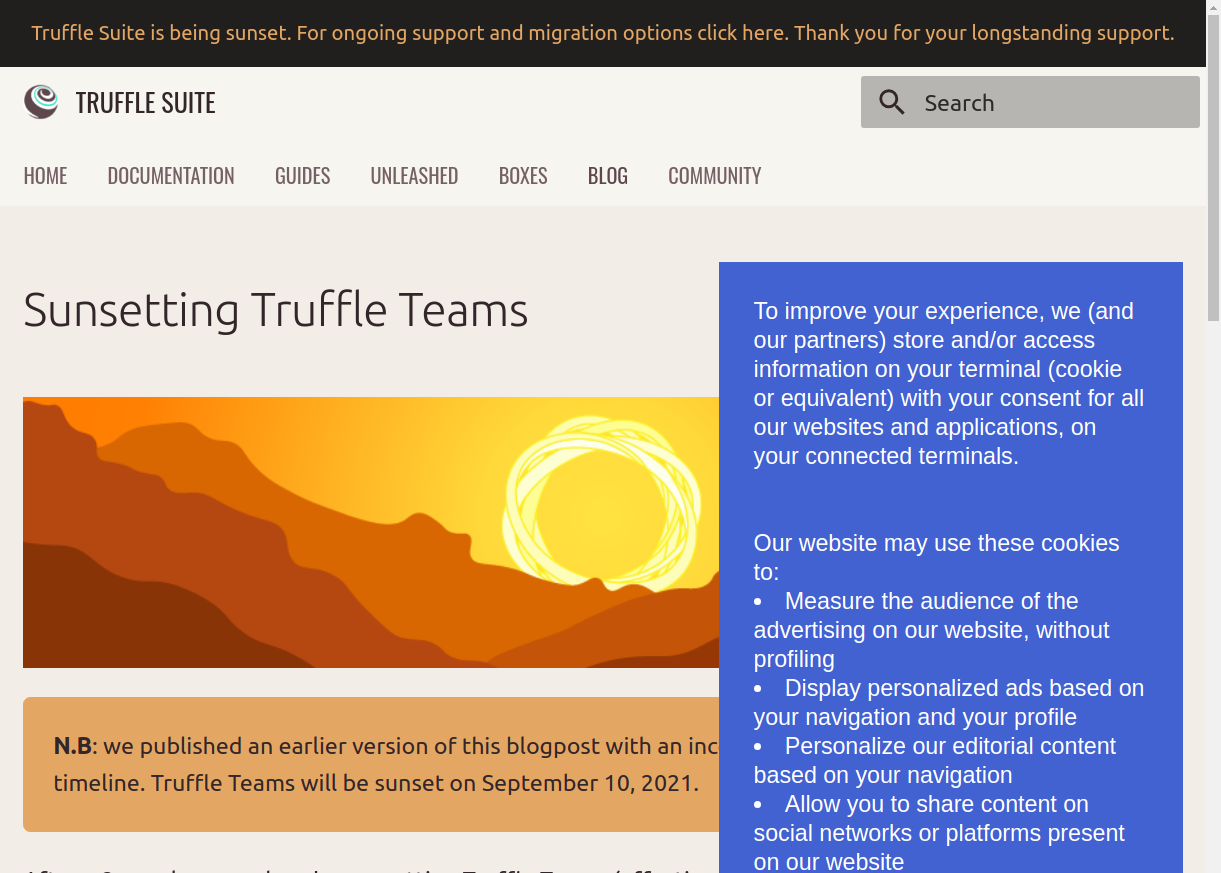 Truffle Suite is being sunset. For ongoing support and migration options click here. Thank you for your longstanding support.
TRUFFLE SUITE
Search
HOME
DOCUMENTATION
GUIDES
UNLEASHED
BOXES
BLOG
COMMUNITY
Sunsetting Truffle Teams
N.B: we published an earlier version of this blogpost with an
timeline. Truffle Teams will be sunset on September 10, 2021.
To improve your experience, we (and
our partners) store and/or access
information on your terminal (cookie
or equivalent) with your consent for all
our websites and applications, on
your connected terminals.
Our website may use these cookies
to:
• Measure the audience of the
advertising on our website, without
profiling
• Display personalized ads based on
your navigation and your profile
• Personalize our editorial content
based on your navigation
• Allow you to share content on
social networks or platforms present
on our website